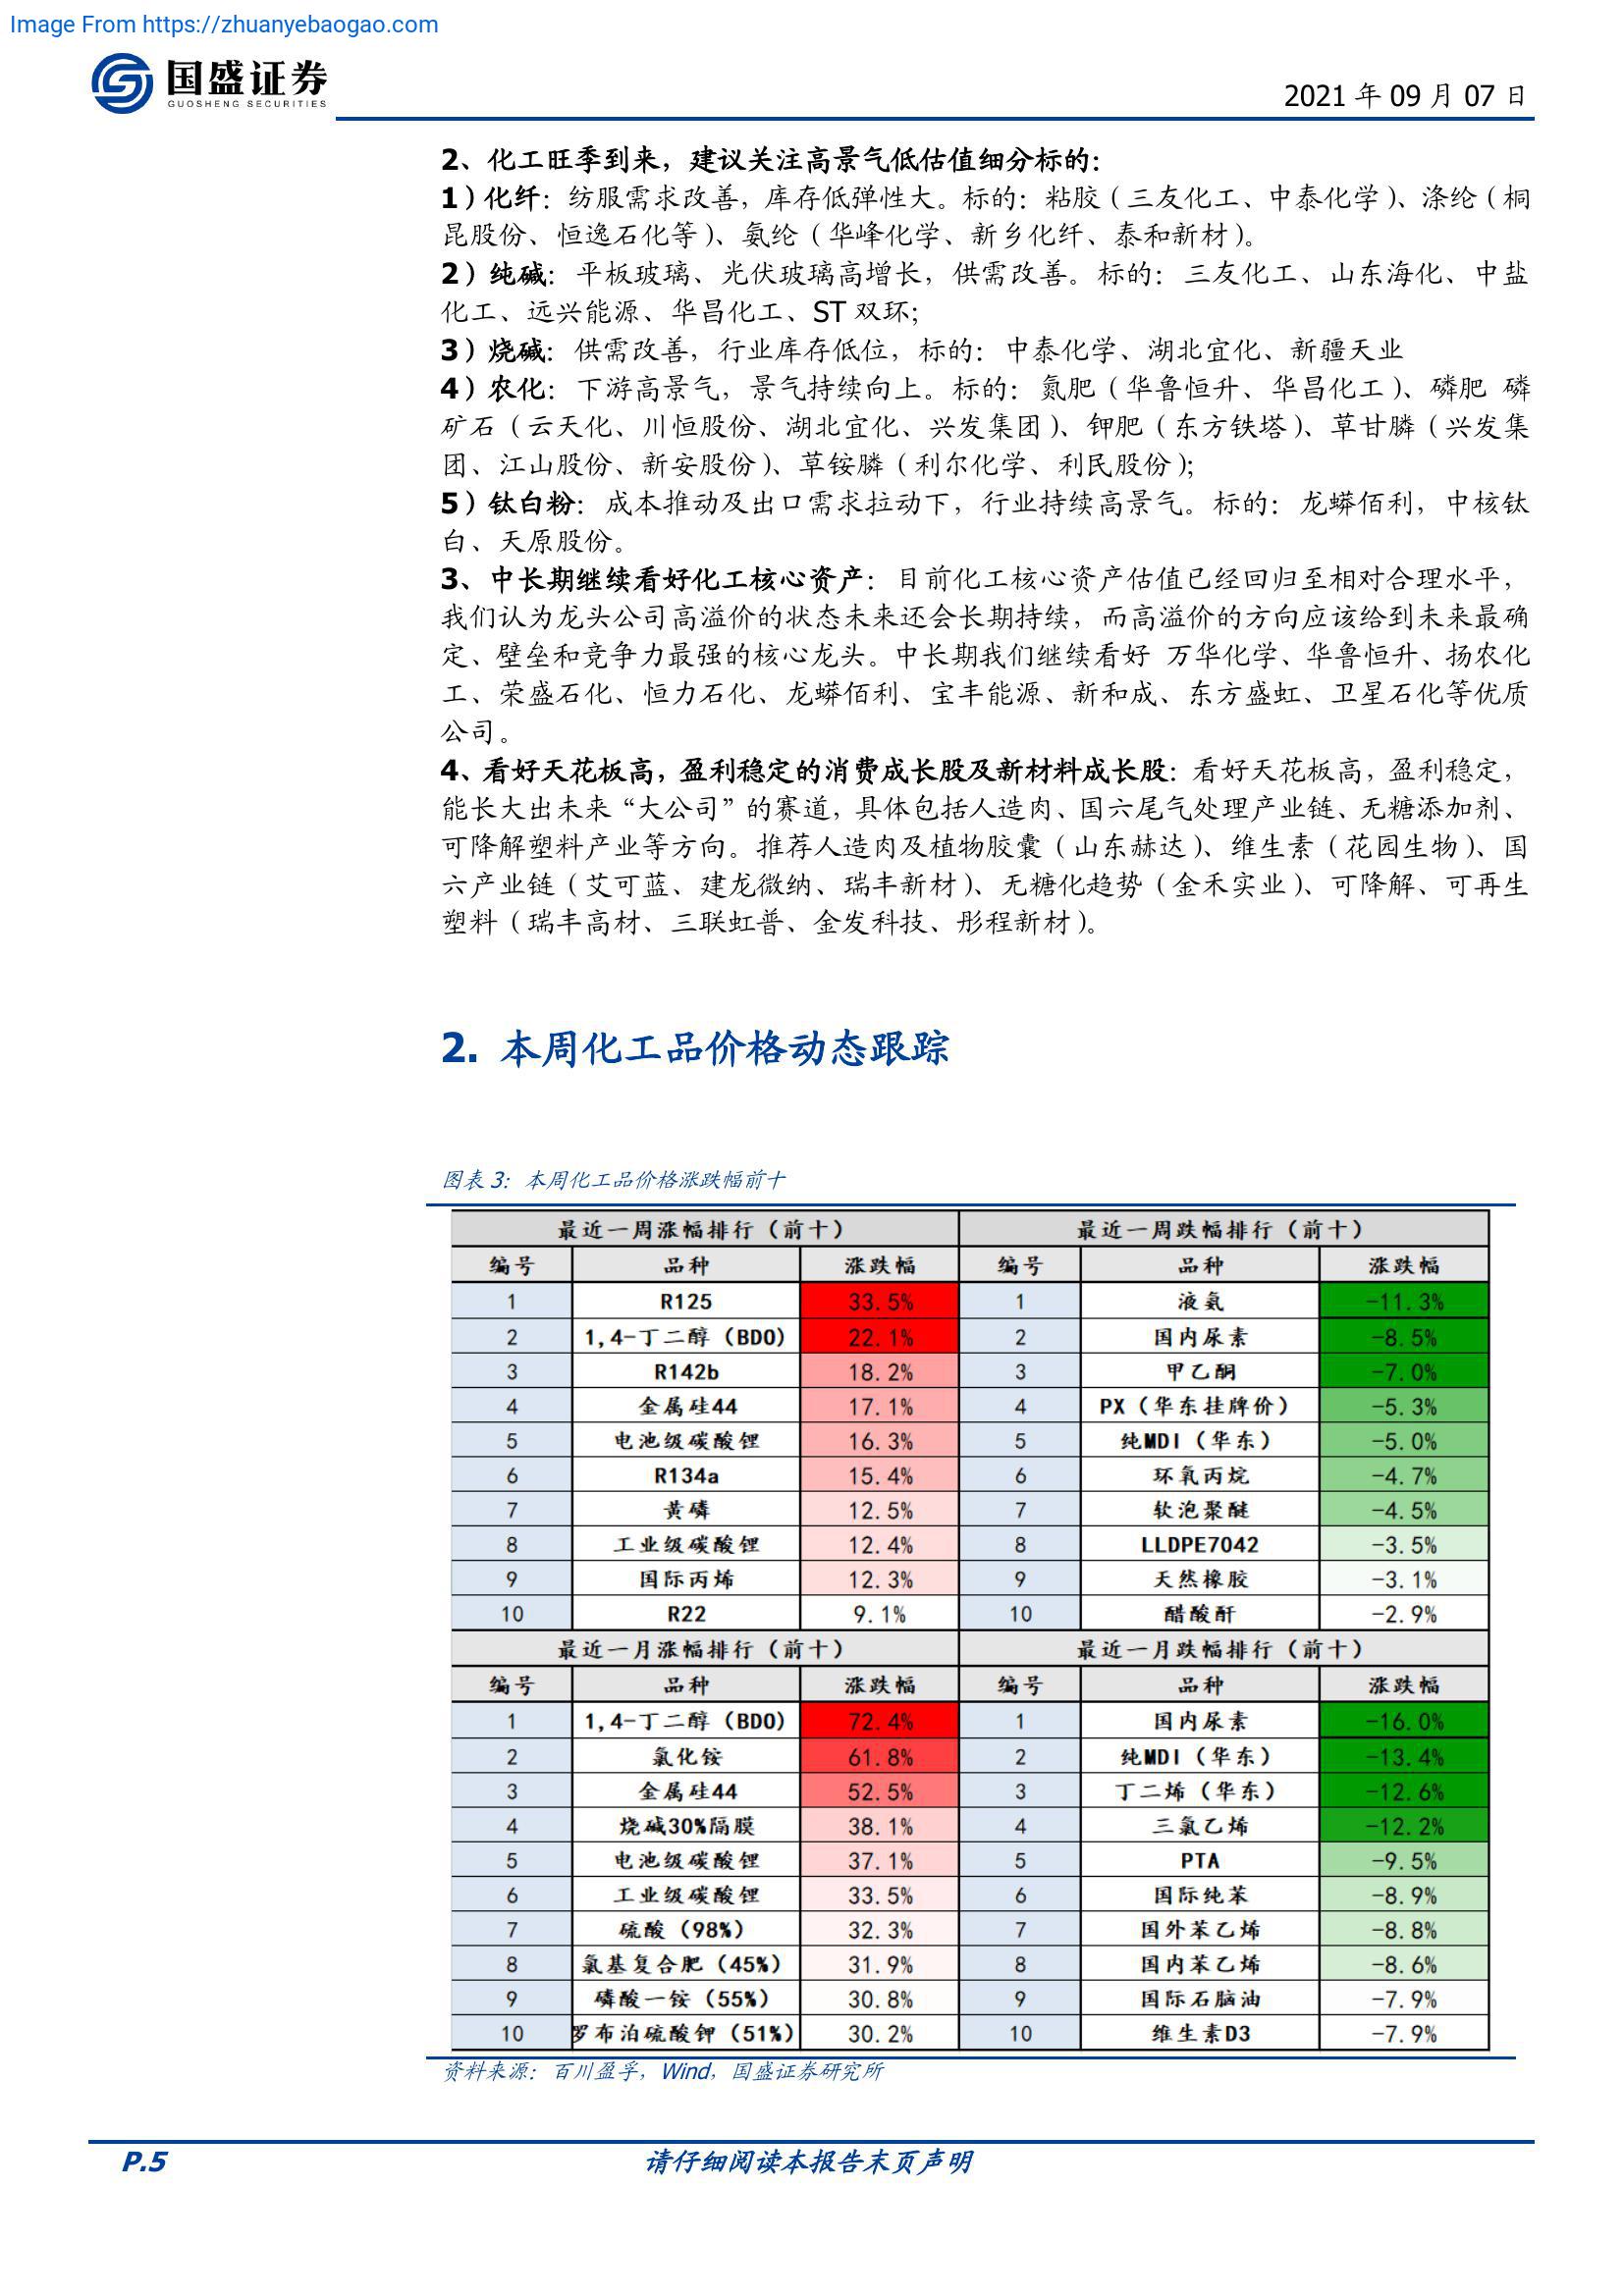 Image From https://zhuanyebaogao.com
国盛证券
GUOSHENG SECURITIES
2021 年 09 月 07 日
2、化工旺季到来，建议关注高景气低估值细分标的：
1）化纤：纺服需求改善，库存低弹性大。标的：粘胶（三友化工、中泰化学）、涤纶（桐
昆股份、恒逸石化等）、氨纶（华峰化学、新乡化纤、泰和新材）。
2）纯碱：平板玻璃、光伏玻璃高增长，供需改善。标的：三友化工、山东海化、中盐
化工、远兴能源、华昌化工、ST 双环；
3）烧碱：供需改善，行业库存低位，标的：中泰化学、湖北宜化、新疆天业
4）农化：下游高景气，景气持续向上。标的：氮肥（华鲁恒升、华昌化工）、磷肥 磷
矿石（云天化、川恒股份、湖北宜化、兴发集团）、钾肥（东方铁塔）、草甘膦（兴发集
团、江山股份、新安股份）、草铵膦（利尔化学、利民股份）；
5）钛白粉：成本推动及出口需求拉动下，行业持续高景气。标的：龙蟒佰利，中核钛
白、天原股份。
3、中长期继续看好化工核心资产：目前化工核心资产估值已经回归至相对合理水平，
我们认为龙头公司高溢价的状态未来还会长期持续，而高溢价的方向应该给到未来最确
定、壁垒和竞争力最强的核心龙头。中长期我们继续看好 万华化学、华鲁恒升、扬农化
工、荣盛石化、恒力石化、龙蟒佰利、宝丰能源、新和成、东方盛虹、卫星石化等优质
公司。
4、看好天花板高，盈利稳定的消费成长股及新材料成长股：看好天花板高，盈利稳定，
能长大出未来“大公司”的赛道，具体包括人造肉、国六尾气处理产业链、无糖添加剂、
可降解塑料产业等方向。推荐人造肉及植物胶囊（山东赫达）、维生素（花园生物）、国
六产业链（艾可蓝、建龙微纳、瑞丰新材）、无糖化趋势（金禾实业）、可降解、可再生
塑料（瑞丰高材、三联虹普、金发科技、彤程新材）。
2. 本周化工品价格动态跟踪
图表 3：本周化工品价格涨跌幅前十
最近一周涨幅排行（前十） 最近一周跌幅排行（前十）
编号 品种 涨跌幅 编号 品种 涨跌幅
1 R125 33.5% 1 液氨 -11.3%
2 1,4-丁二醇（BDO） 22.1% 2 国内尿素 -8.5%
3 R142b 18.2% 3 甲乙酮 -7.0%
4 金属硅44 17.1% 4 PX（华东挂牌价） -5.3%
5 电池级碳酸锂 16.3% 5 纯MDI（华东） -5.0%
6 R134a 15.4% 6 环氧丙烷 -4.7%
7 黄磷 12.5% 7 软泡聚醚 -4.5%
8 工业级碳酸锂 12.4% 8 LLDPE7042 -3.5%
9 国际丙烯 12.3% 9 天然橡胶 -3.1%
10 R22 9.1% 10 醋酸酐 -2.9%
最近一月涨幅排行（前十） 最近一月跌幅排行（前十）
编号 品种 涨跌幅 编号 品种 涨跌幅
1 1,4-丁二醇（BDO） 72.4% 1 国内尿素 -16.0%
2 氯化铵 61.8% 2 纯MDI（华东） -13.4%
3 金属硅44 52.5% 3 丁二烯（华东） -12.6%
4 烧碱30%隔膜 38.1% 4 三氯乙烯 -12.2%
5 电池级碳酸锂 37.1% 5 PTA -9.5%
6 工业级碳酸锂 33.5% 6 国际纯苯 -8.9%
7 硫酸（98%） 32.3% 7 国外苯乙烯 -8.8%
8 氯基复合肥（45%） 31.9% 8 国内苯乙烯 -8.6%
9 磷酸一铵（55%） 30.8% 9 国际石脑油 -7.9%
10 罗布泊硫酸钾（51%） 30.2% 10 维生素D3 -7.9%
资料来源：百川盈孚，Wind，国盛证券研究所
P.5 请仔细阅读本报告末页声明